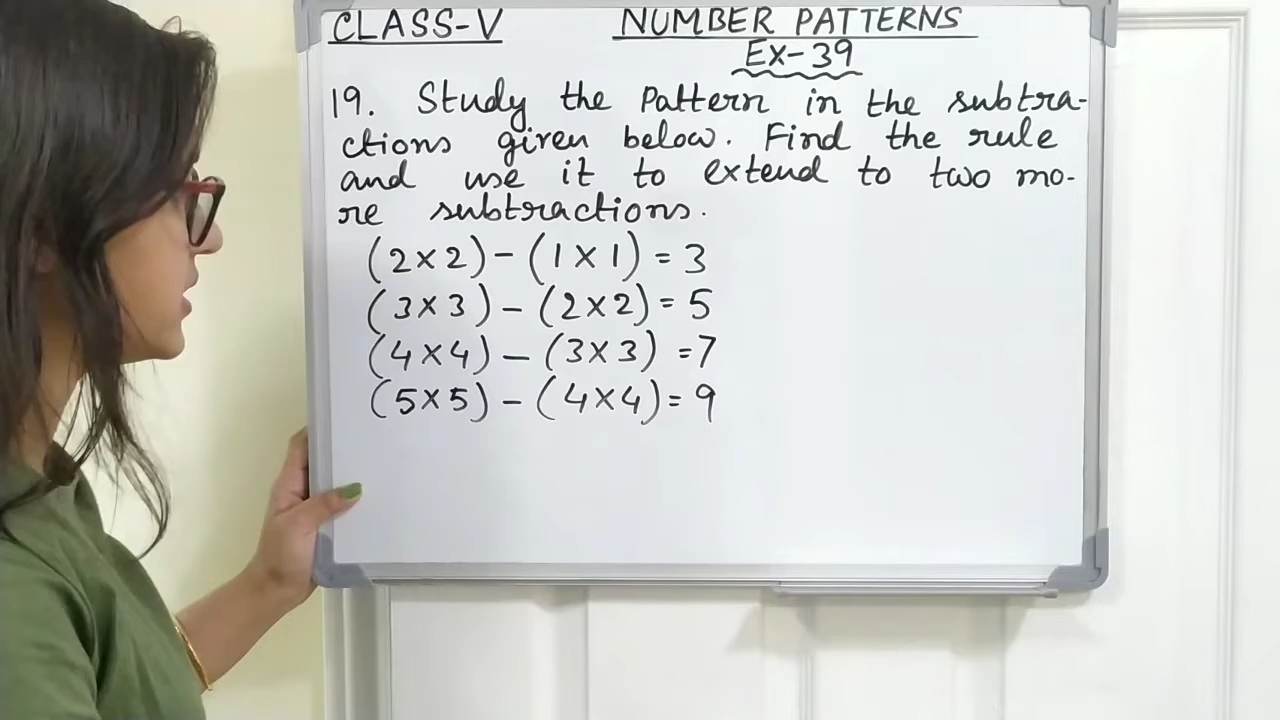 CLASS-V NUMBER PATTERNS
Ex-39
19. Study the Pattern in the subtra-
ctions given below. Find the rule
and use it to extend to two mo-
re subtractions.
(2×2)-(1×1)=3
(3×3)-(2×2)=5
(4×4)-(3×3)=7
(5×5)-(4×4)=9